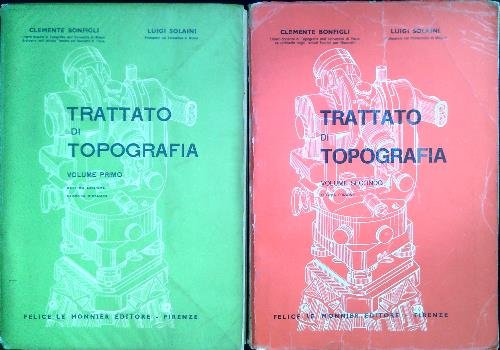 CLEMENTE BONFIGLI
LUIGI SOLAINI
TRATTATO
DI
TOPOGRAFIA
VOLUME PRIMO
FELICE LE MONNIER EDITORE - FIRENZE
CLEMENTE BONFIGLI
LUIGI SOLAINI
TRATTATO
DI
TOPOGRAFIA
VOLUME SECONDO
FELICE LE MONNIER EDITORE - FIRENZE